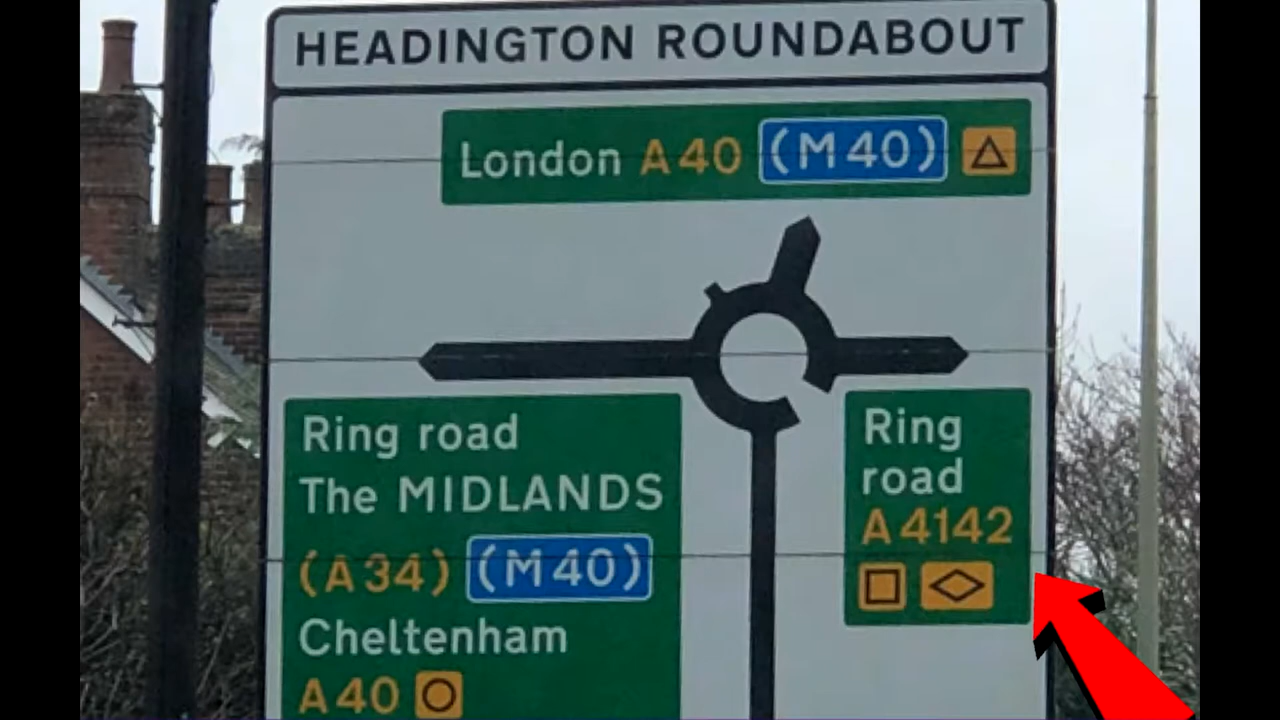 HEADINGTON ROUNDABOUT
London A40 (M40)
Ring road
The MIDLANDS
(A34) (M40)
Cheltenham
A40
Ring
road
A4142